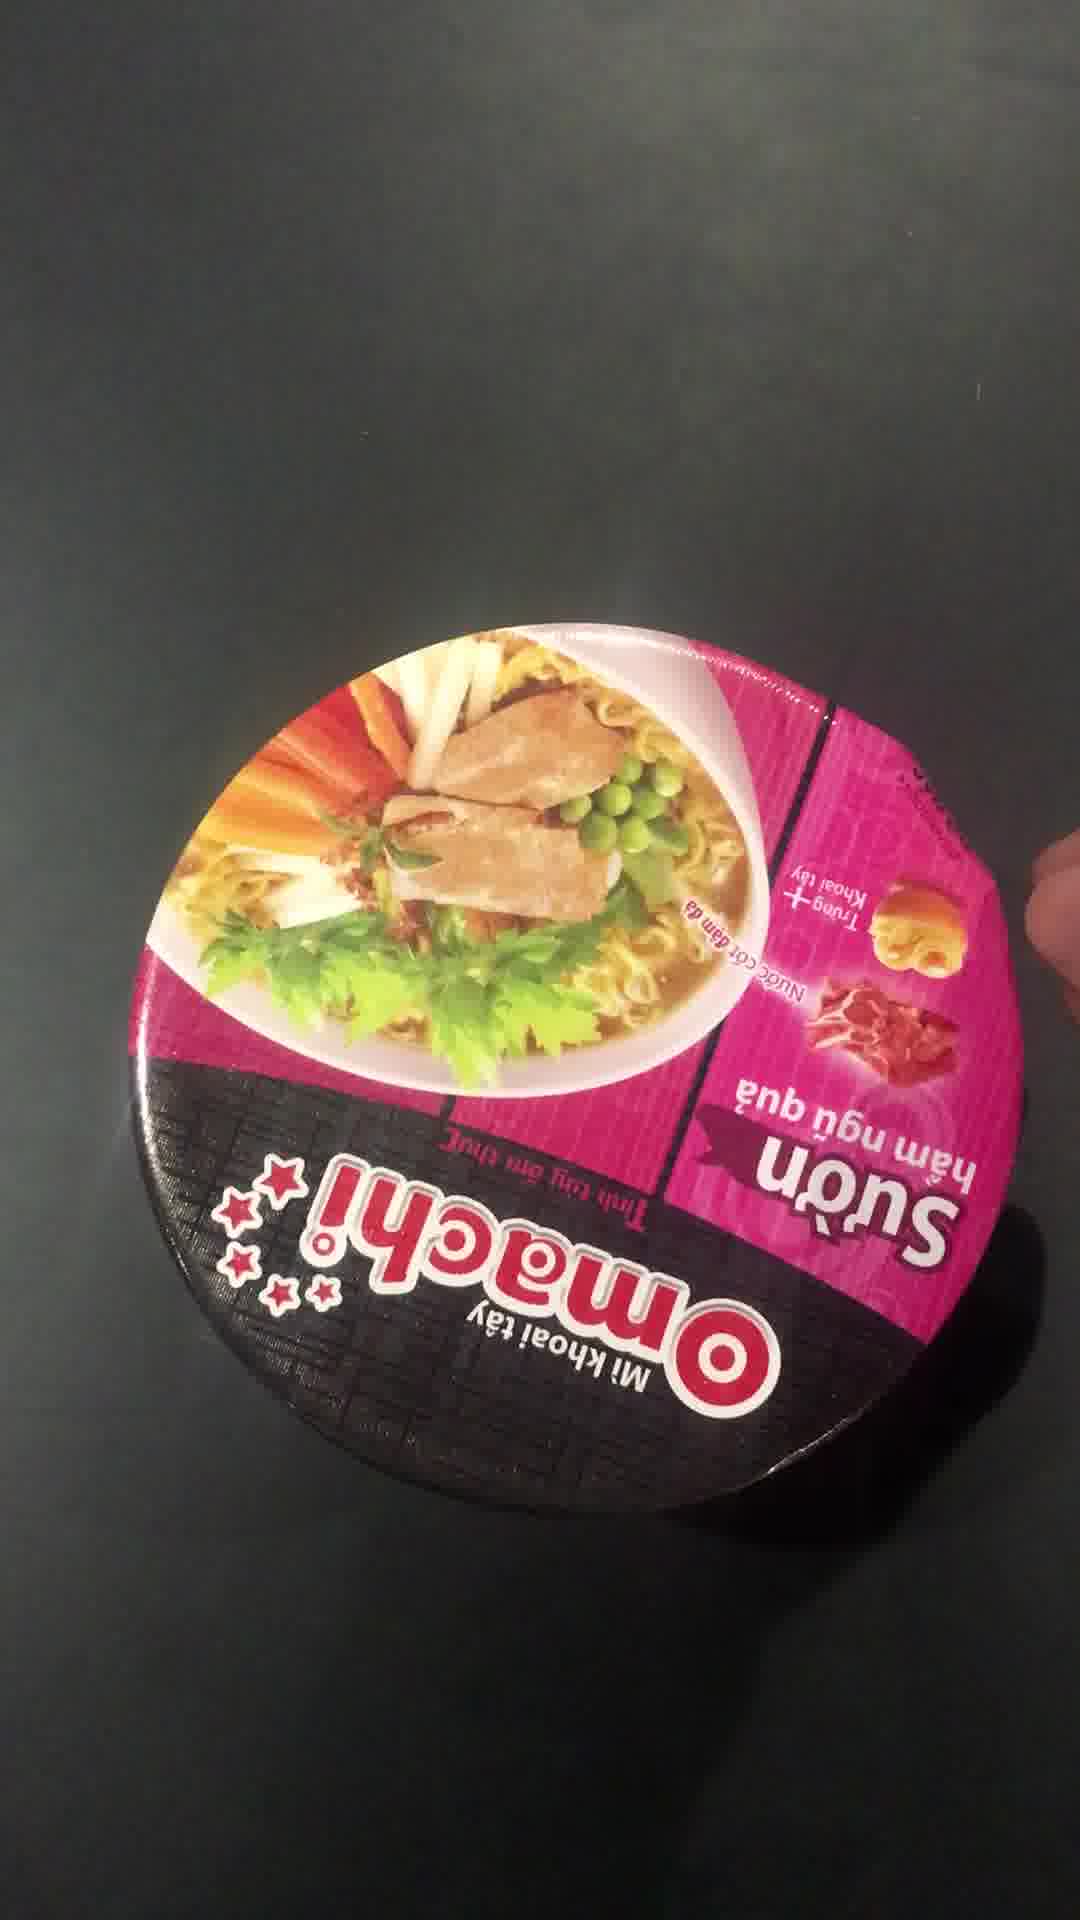 Mì khoai tây
Omachi
Tinh túy ẩm thực
Sườn
hầm ngũ quả
Nước cốt đậm đà
Trứng+
Khoai tây